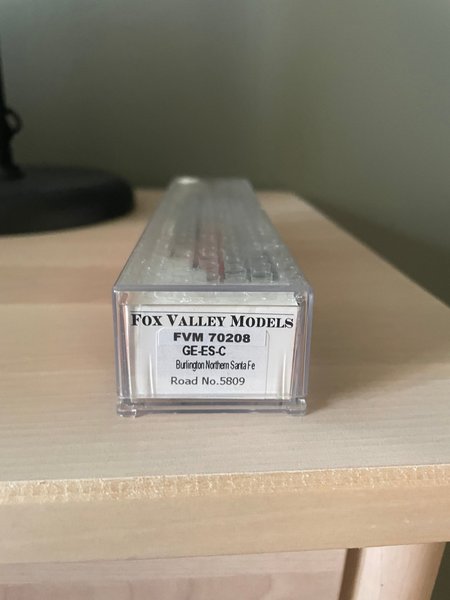 FOX VALLEY MODELS
FVM 70208
GE-ES-C
Burlington Northern Santa Fe
Road No.5809